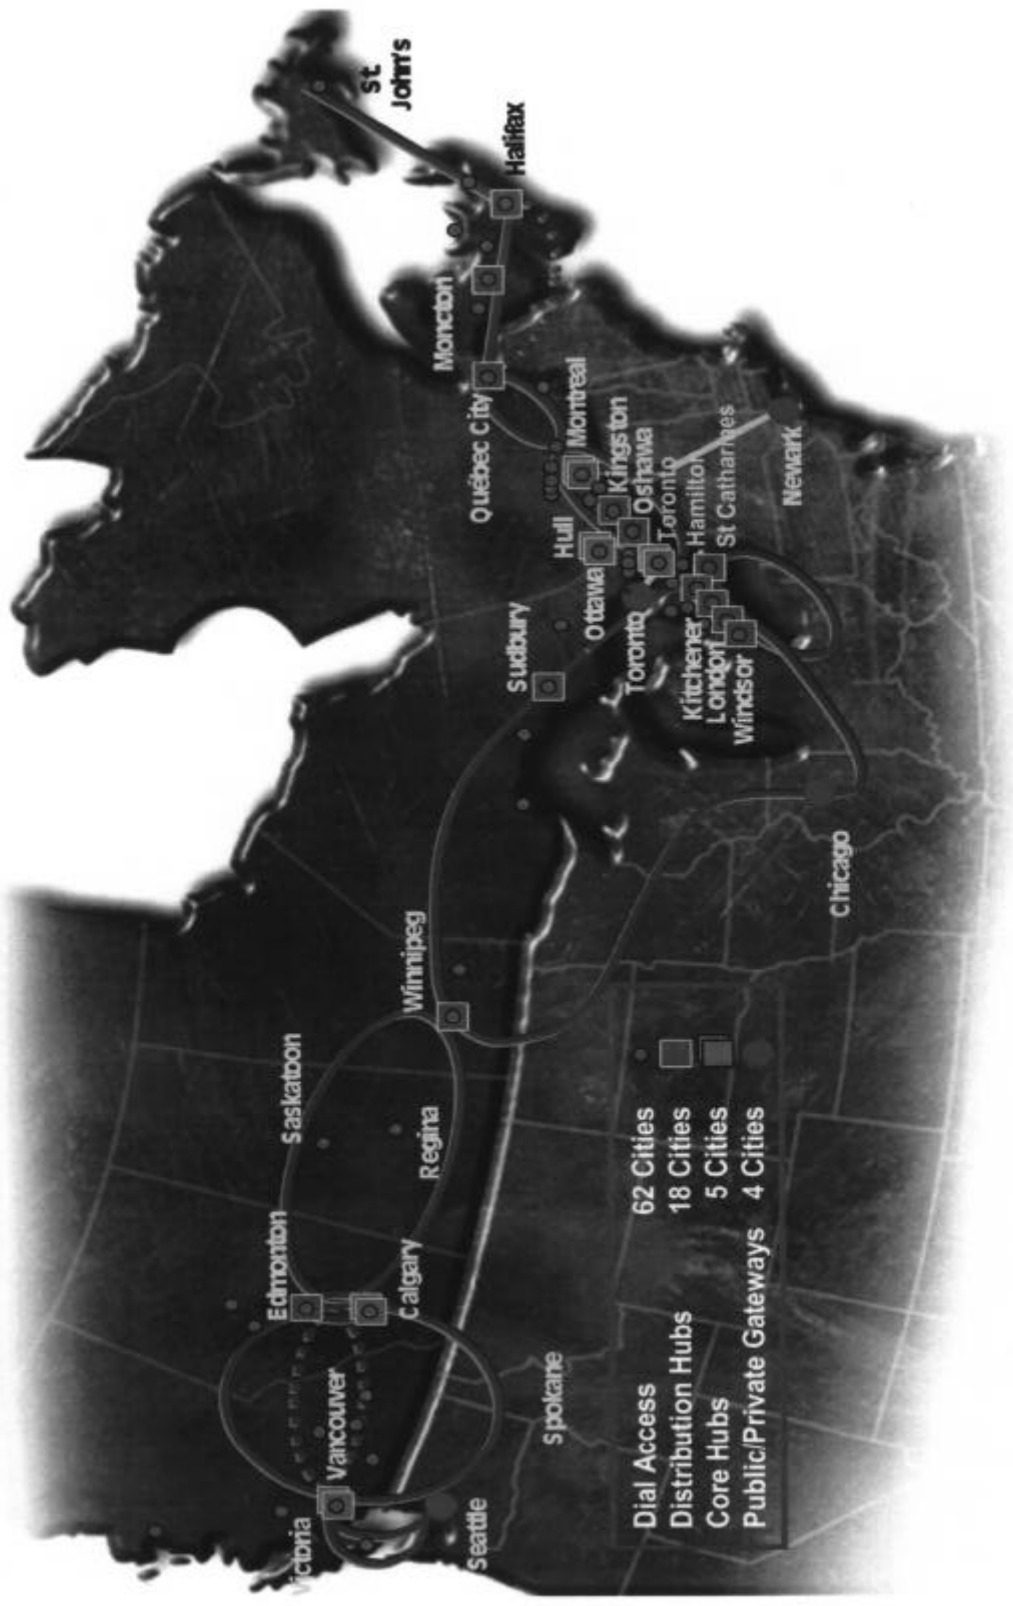 St
John's
Halifax
Moncton
Québec City
Montreal
Kingston
Oshawa
Toronto
Hamilton
St Catharines
Newark
Hull
Ottawa
Toronto
Kitchener
London
Windsor
Sudbury
Chicago
Winnipeg
Saskatoon
Regina
Edmonton
Calgary
Vancouver
Victoria
Seattle
Spokane
Dial Access 62 Cities
Distribution Hubs 18 Cities
Core Hubs 5 Cities
Public/Private Gateways 4 Cities